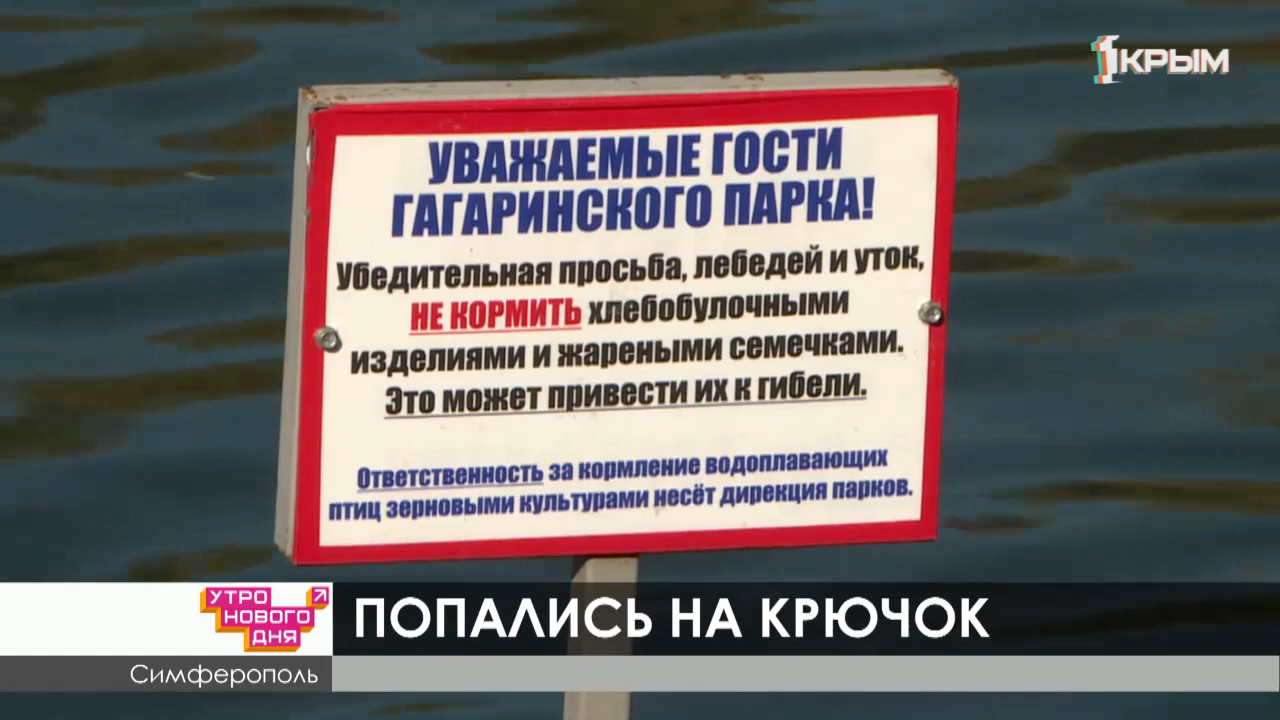 1КРЫМ
УВАЖАЕМЫЕ ГОСТИ
ГАГАРИНСКОГО ПАРКА!
Убедительная просьба, лебедей и уток,
НЕ КОРМИТЬ хлебобулочными
изделиями и жареными семечками.
Это может привести их к гибели.
Ответственность за кормление водоплавающих
птиц зерновыми культурами несёт дирекция парков.
УТРО
НОВОГО
ДНЯ
ПОПАЛИСЬ НА КРЮЧОК
Симферополь